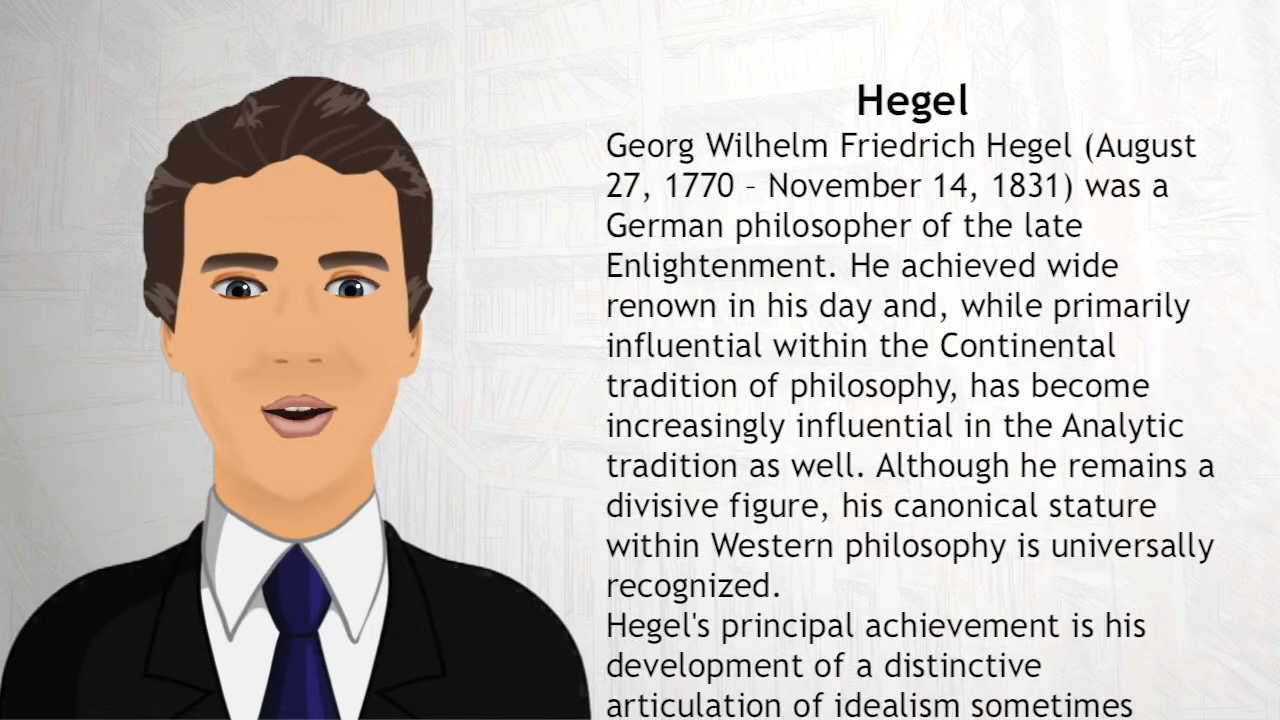 Hegel
Georg Wilhelm Friedrich Hegel (August
27, 1770 – November 14, 1831) was a
German philosopher of the late
Enlightenment. He achieved wide
renown in his day and, while primarily
influential within the Continental
tradition of philosophy, has become
increasingly influential in the Analytic
tradition as well. Although he remains a
divisive figure, his canonical stature
within Western philosophy is universally
recognized.
Hegel's principal achievement is his
development of a distinctive
articulation of idealism sometimes